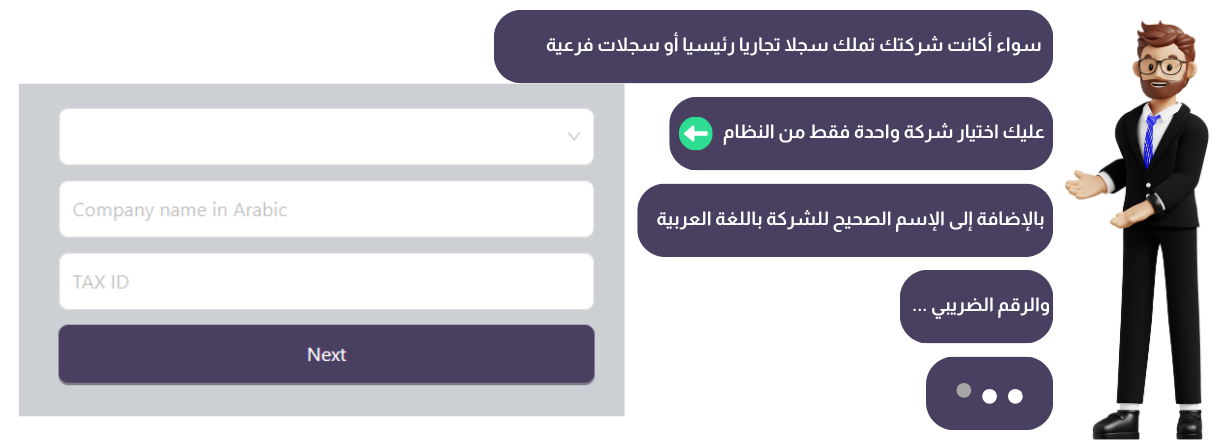 سواء أكانت شركتك تملك سجلا تجاريا رئيسيا أو سجلات فرعية
عليك اختيار شركة واحدة فقط من النظام
بالإضافة إلى الإسم الصحيح للشركة باللغة العربية
والرقم الضريبي ...
Company name in Arabic
TAX ID
Next